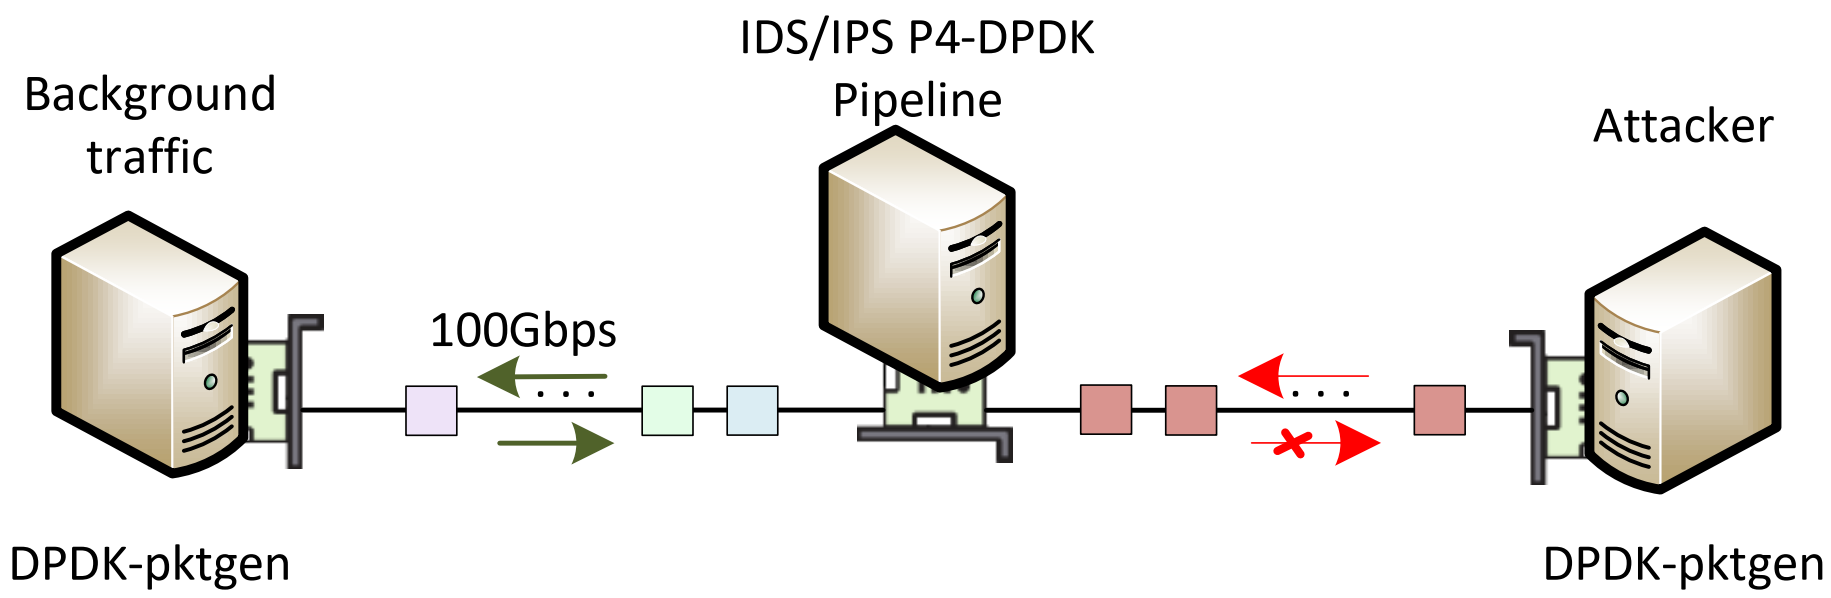 IDS/IPS P4-DPDK
Pipeline
Background
traffic
Attacker
100Gbps
. . .
. . .
DPDK-pktgen
DPDK-pktgen